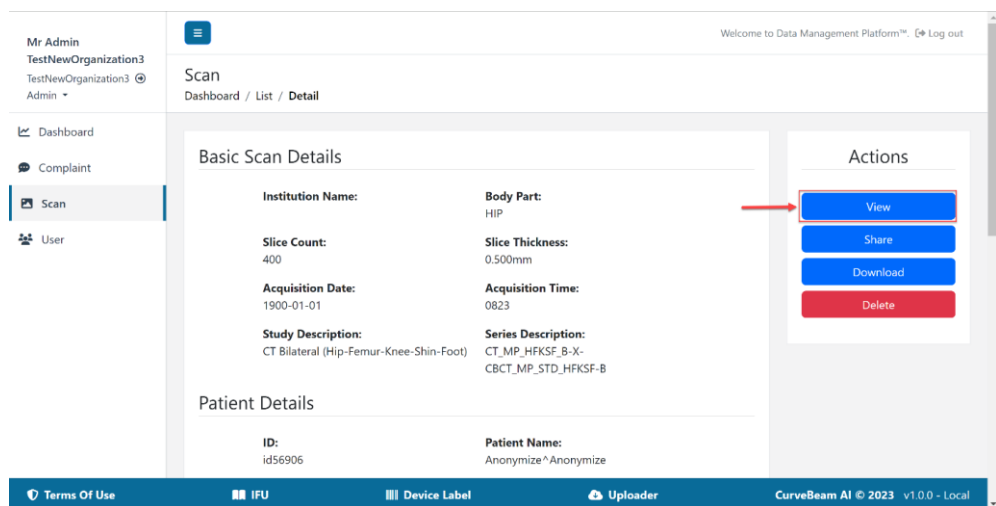 Mr Admin
TestNewOrganization3
TestNewOrganization3
Admin
Dashboard
Complaint
Scan
User
Welcome to Data Management Platform™. Log out
Scan
Dashboard / List / Detail
Basic Scan Details
Institution Name:
Body Part:
HIP
Slice Count:
400
Slice Thickness:
0.500mm
Acquisition Date:
1900-01-01
Acquisition Time:
0823
Study Description:
CT Bilateral (Hip-Femur-Knee-Shin-Foot)
Series Description:
CT_MP_HFKSF_B-X-
CBCT_MP_STD_HFKSF-B
Patient Details
ID:
id56906
Patient Name:
Anonymize^Anonymize
Actions
View
Share
Download
Delete
Terms Of Use
IFU
Device Label
Uploader
CurveBeam AI © 2023 v1.0.0 - Local